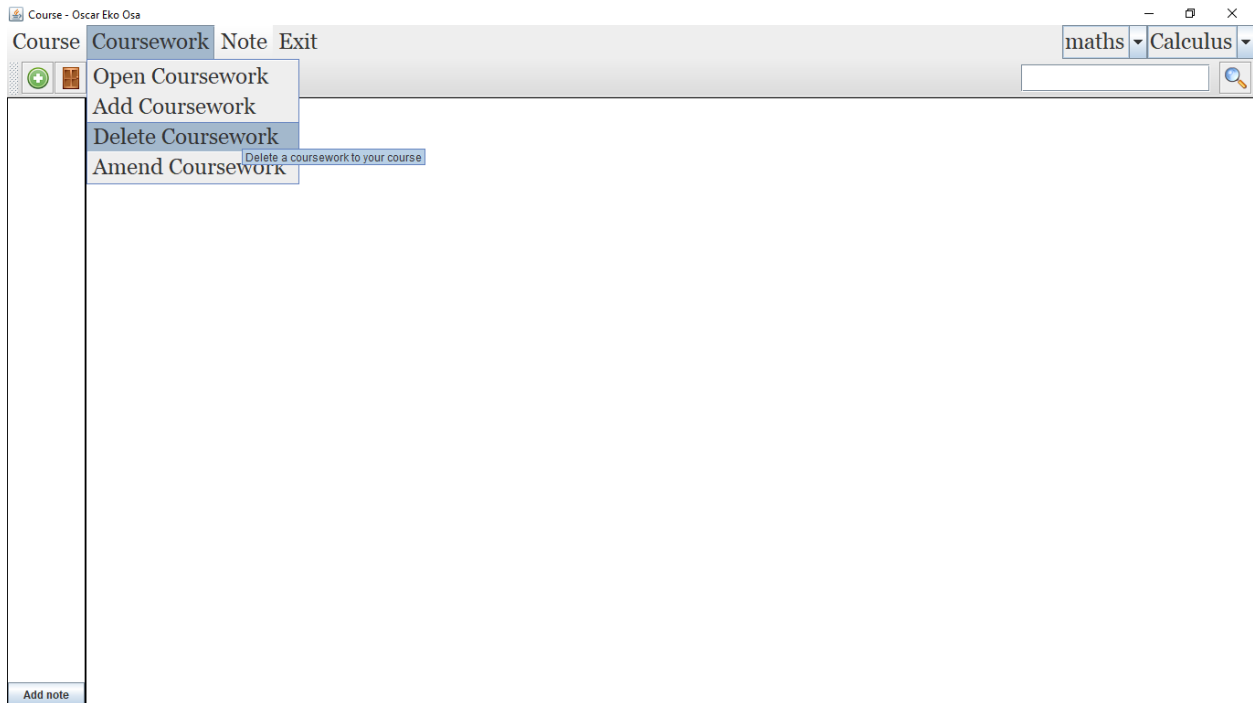 Course - Oscar Eko Osa
Course Coursework Note Exit maths Calculus
Open Coursework
Add Coursework
Delete Coursework
Delete a coursework to your course
Amend Coursework
Add note